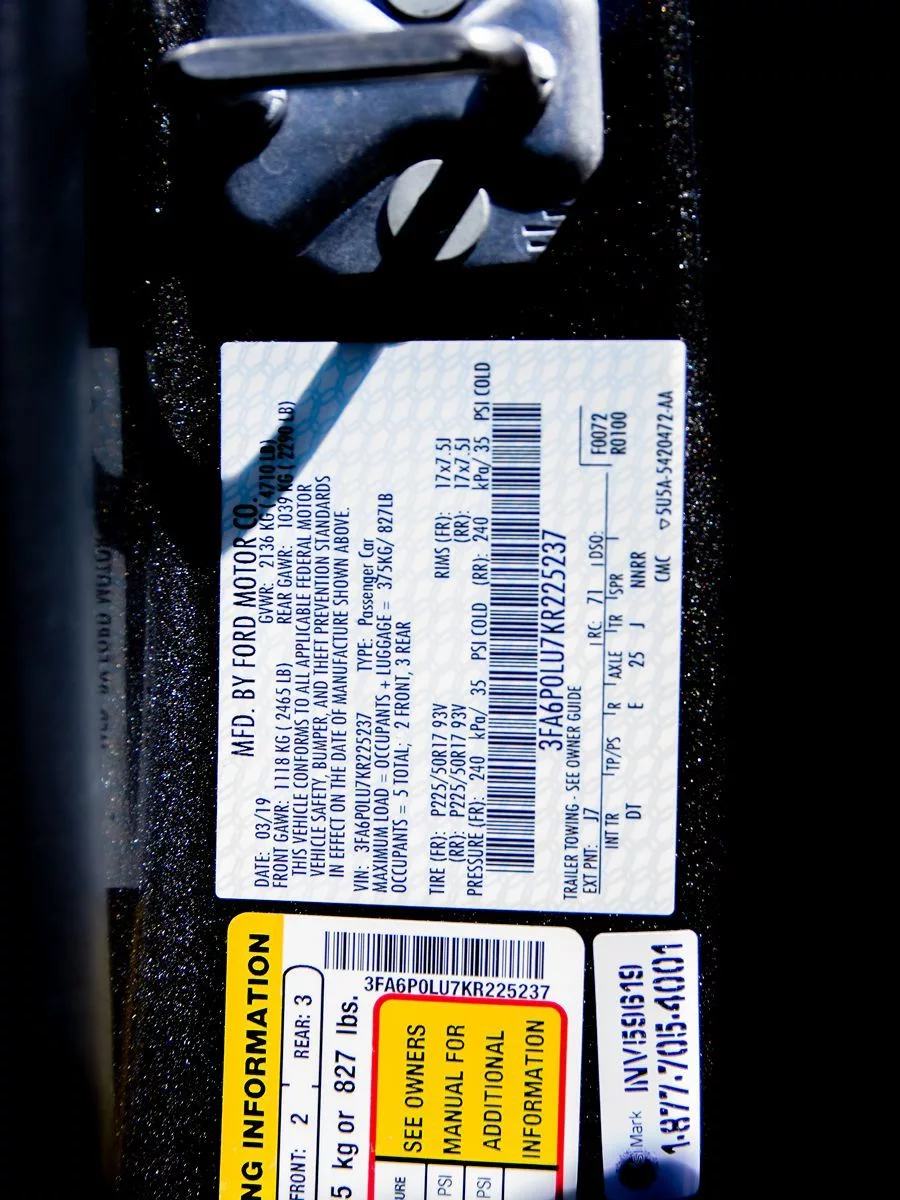 MFD. BY FORD MOTOR CO.
DATE: 03/19 GVWR: 2136 KG ( 4710 LB)
FRONT GAWR: 1118 KG ( 2465 LB) REAR GAWR: 1039 KG ( 2290 LB)
THIS VEHICLE CONFORMS TO ALL APPLICABLE FEDERAL MOTOR
VEHICLE SAFETY, BUMPER, AND THEFT PREVENTION STANDARDS
IN EFFECT ON THE DATE OF MANUFACTURE SHOWN ABOVE.
VIN: 3FA6P0LU7KR225237 TYPE: Passenger Car
MAXIMUM LOAD = OCCUPANTS + LUGGAGE = 375KG/ 827LB
OCCUPANTS = 5 TOTAL; 2 FRONT, 3 REAR
TIRE (FR): P225/50R17 93V RIMS (FR): 17x7.5J
(RR): P225/50R17 93V (RR): 17x7.5J
PRESSURE (FR): 240 kPa/ 35 PSI COLD (RR): 240 kPa/ 35 PSI COLD
3FA6P0LU7KR225237
TRAILER TOWING - SEE OWNER GUIDE
EXT PNT: J7 RC: 71 DSO: F0072
INT TR TP/PS R AXLE TR SPR R0100
DT E 25 J NNRR
CMC ▽5U5A-5420472-AA
NG INFORMATION
FRONT: 2 REAR: 3
5 kg or 827 lbs.
3FA6P0LU7KR225237
SEE OWNERS
MANUAL FOR
ADDITIONAL
INFORMATION
URE
PSI
PSI
Mark INVI596I9
1.877.705.4001